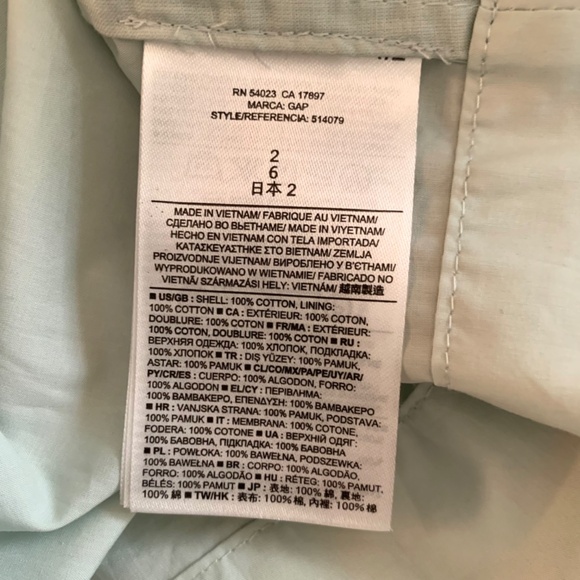 RN 54023 CA 17897
MARCA: GAP
STYLE/REFERENCIA: 514079
2
6
日本 2
MADE IN VIETNAM/ FABRIQUE AU VIETNAM/
СДЕЛАНО ВО ВЬЕТНАМЕ/ MADE IN VIYETNAM/
HECHO EN VIETNAM CON TELA IMPORTADA/
ΚΑΤΑΣΚΕΥΑΣΤΗΚΕ ΣΤΟ ΒΙΕΤΝΑΜ/ ZEMLJA
PROIZVODNJE VIJETNAM/ ВИРОБЛЕНО У В'ЄТНАМІ/
WYPRODUKOWANO W WIETNAMIE/ FABRICADO NO
VIETNÃ/ SZÁRMAZÁSI HELY: VIETNÁM/ 越南製造
■ US/GB : SHELL: 100% COTTON, LINING:
100% COTTON ■ CA : EXTÉRIEUR: 100% COTON,
DOUBLURE: 100% COTON ■ FR/MA : EXTÉRIEUR:
100% COTON, DOUBLURE: 100% COTON ■ RU :
ВЕРХНЯЯ ОДЕЖДА: 100% ХЛОПОК, ПОДКЛАДКА:
100% ХЛОПОК ■ TR : DIŞ YÜZEY: 100% PAMUK,
ASTAR: 100% PAMUK ■ CL/CO/MX/PA/PE/UY/AR/
PY/CR/ES : CUERPO: 100% ALGODON, FORRO:
100% ALGODON ■ EL/CY : ΠΕΡΙΒΛΗΜΑ:
100% ΒΑΜΒΑΚΕΡΟ, ΕΠΕΝΔΥΣΗ: 100% ΒΑΜΒΑΚΕΡΟ
■ HR : VANJSKA STRANA: 100% PAMUK, PODSTAVA:
100% PAMUK ■ IT : MEMBRANA: 100% COTONE,
FODERA: 100% COTONE ■ UA : ВЕРХНІЙ ОДЯГ:
100% БАВОВНА, ПІДКЛАДКА: 100% БАВОВНА
■ PL : POWŁOKA: 100% BAWEŁNA, PODSZEWKA:
100% BAWEŁNA ■ BR : CORPO: 100% ALGODÃO,
FORRO: 100% ALGODÃO ■ HU : RÉTEG: 100% PAMUT,
BÉLÉS: 100% PAMUT ■ JP : 表地: 100% 綿, 裏地:
100% 綿 ■ TW/HK : 表布: 100% 棉, 內裡: 100% 棉